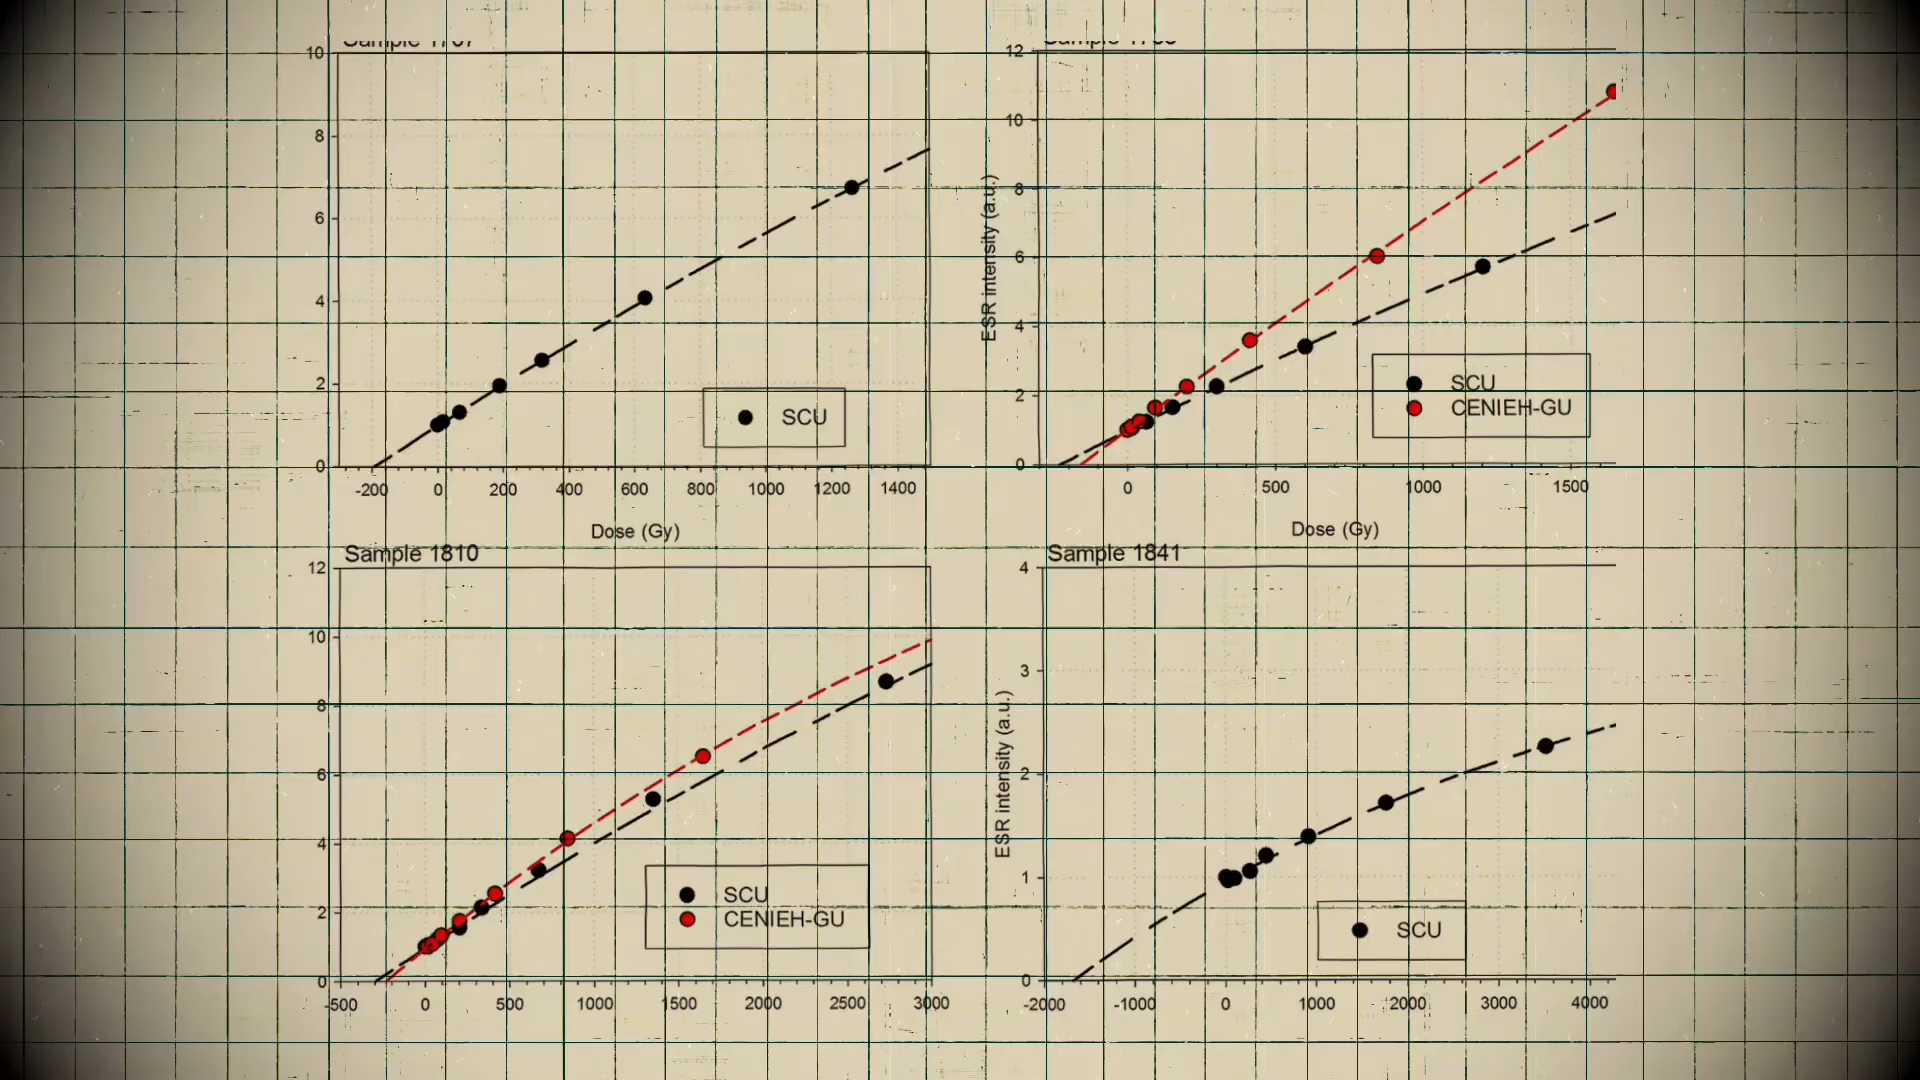 10
8
6
4
2
0
-200 0 200 400 600 800 1000 1200 1400
Dose (Gy)
SCU
12
10
8
6
4
2
0
0 500 1000 1500
Dose (Gy)
ESR intensity (a.u.)
SCU
CENIEH-GU
Sample 1810
12
10
8
6
4
2
0
-500 0 500 1000 1500 2000 2500 3000
SCU
CENIEH-GU
Sample 1841
4
3
2
1
0
-2000 -1000 0 1000 2000 3000 4000
ESR intensity (a.u.)
SCU